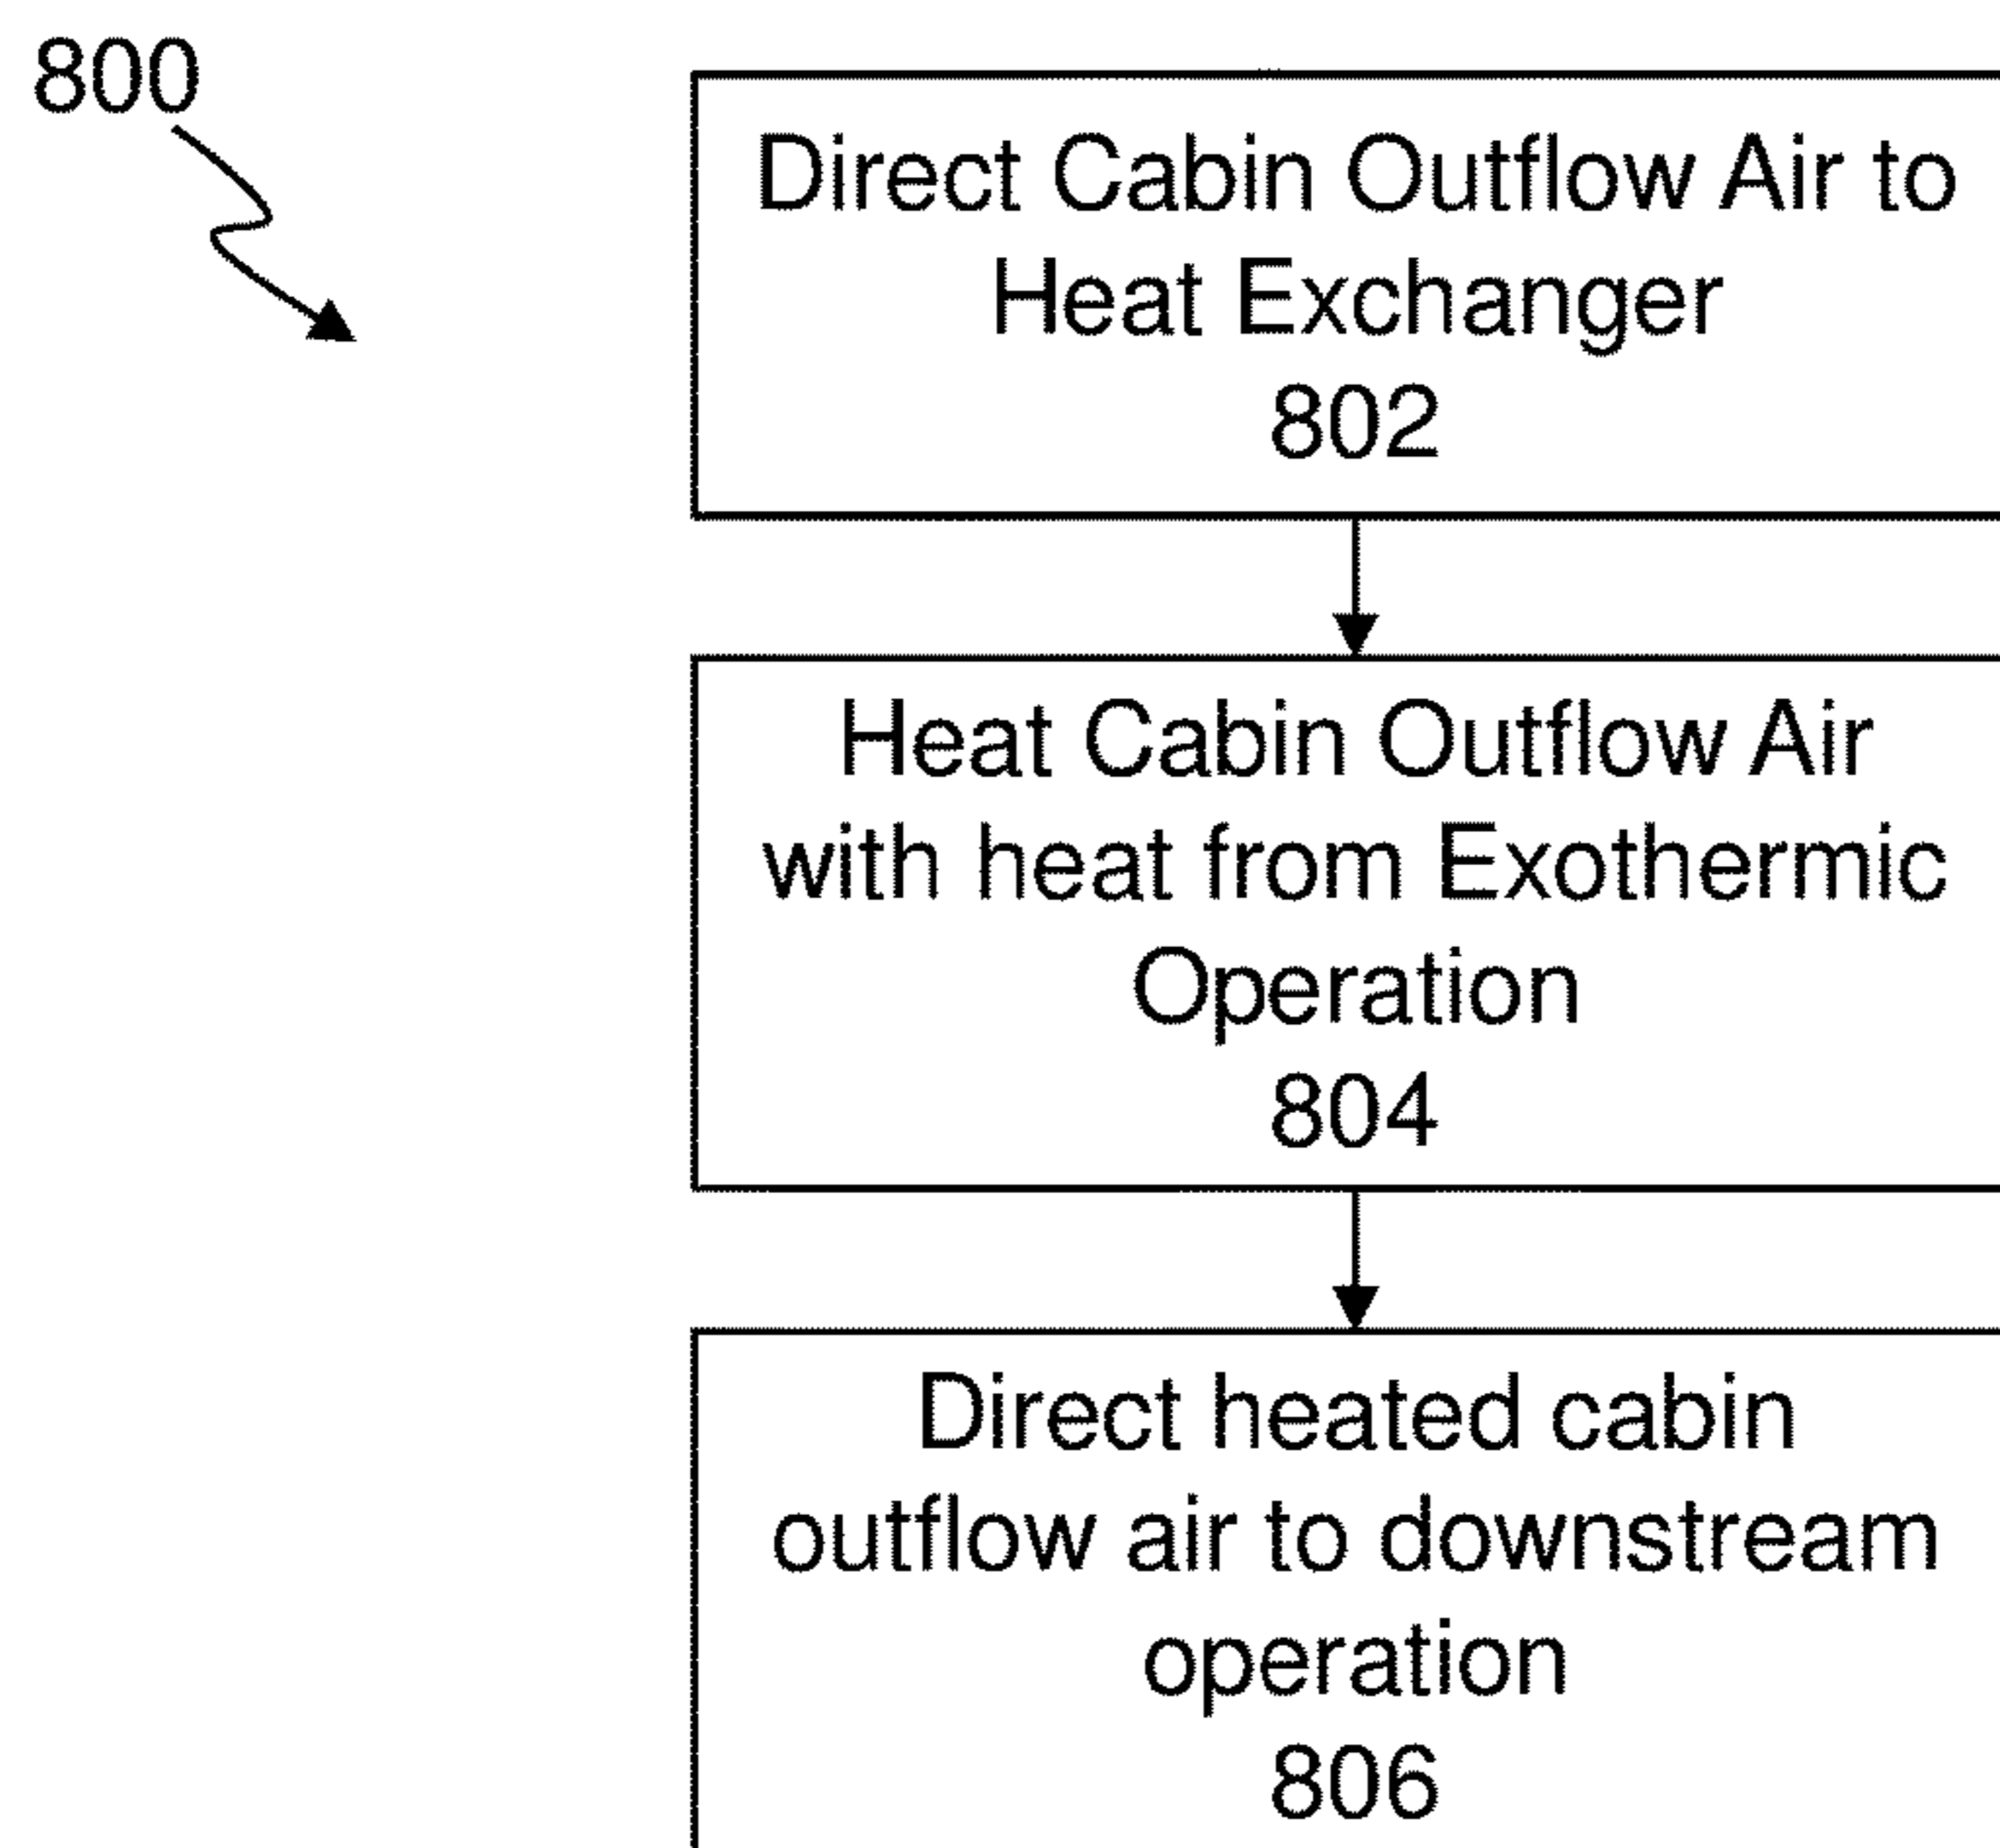 800
Direct Cabin Outflow Air to
Heat Exchanger
802
Heat Cabin Outflow Air
with heat from Exothermic
Operation
804
Direct heated cabin
outflow air to downstream
operation
806